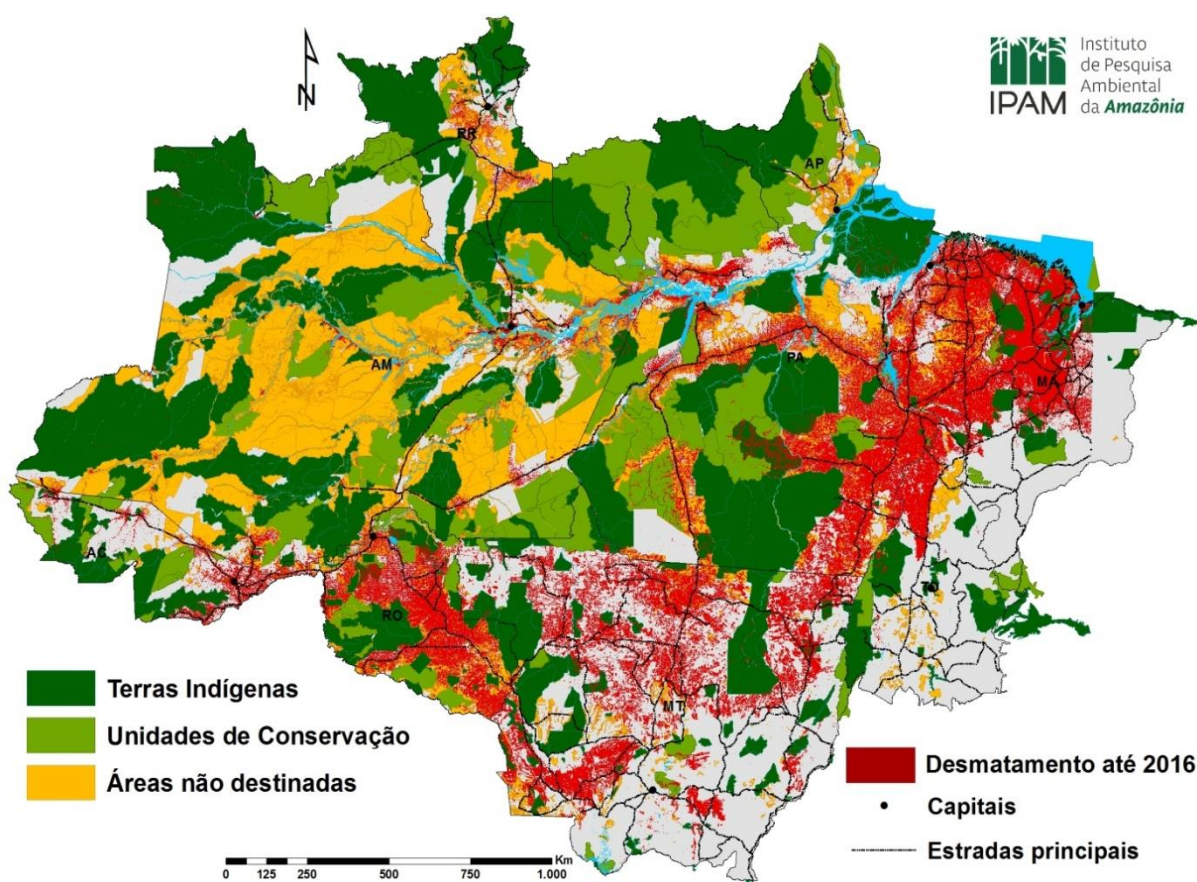 Instituto
de Pesquisa
Ambiental
da Amazônia
IPAM
N
RR
AP
AM
PA
MA
AC
RO
TO
MT
Terras Indígenas
Unidades de Conservação
Áreas não destinadas
Desmatamento até 2016
Capitais
Estradas principais
Km
0 125 250 500 750 1.000